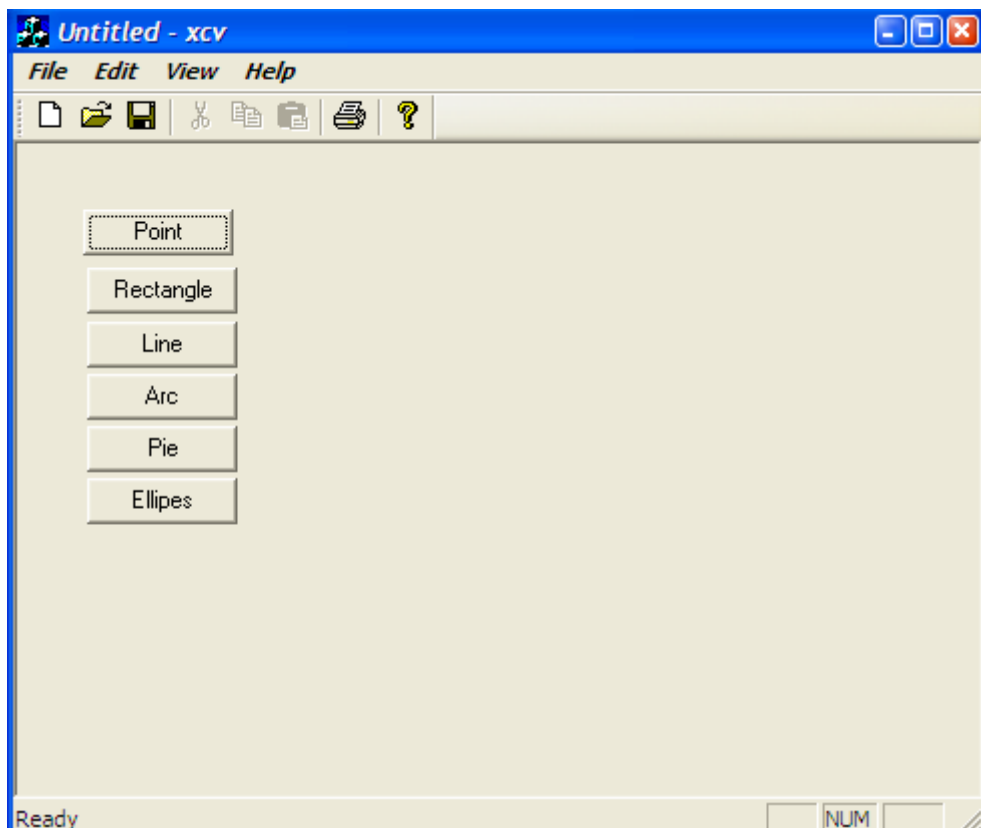 Untitled - xcv
File Edit View Help
Point
Rectangle
Line
Arc
Pie
Ellipes
Ready NUM